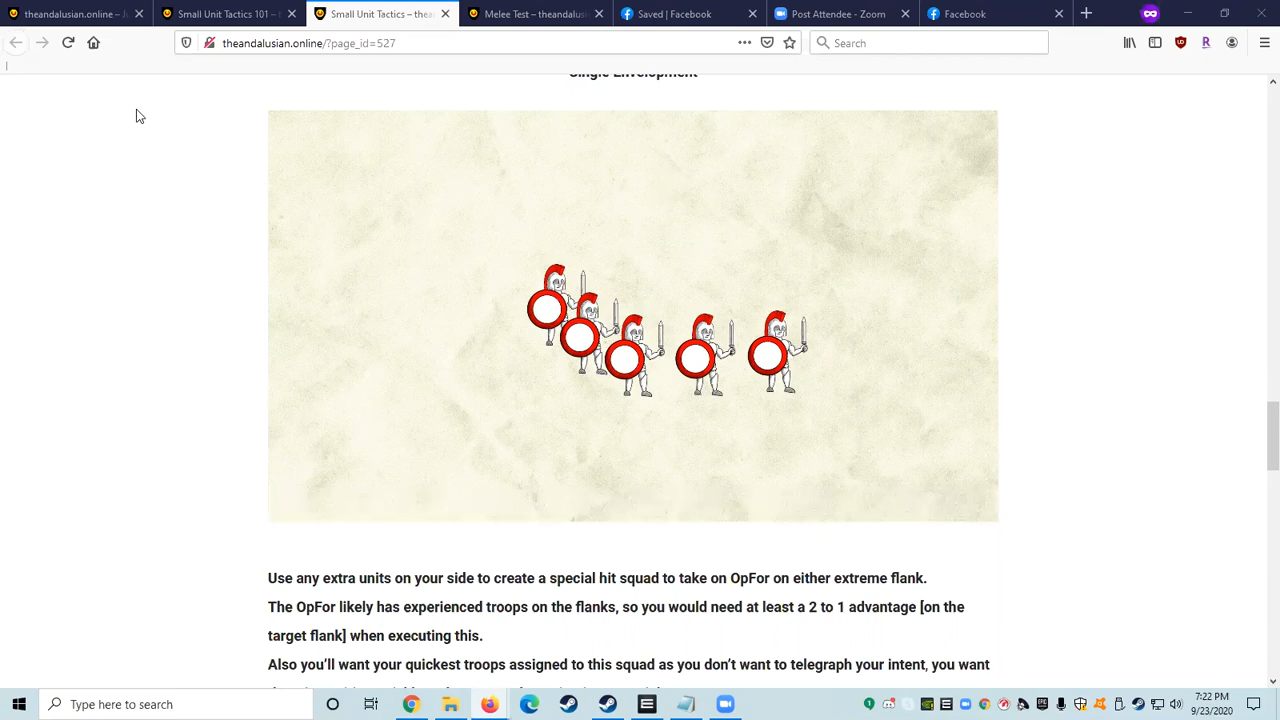 theandalusian.online – J
Small Unit Tactics 101 – t
Small Unit Tactics – thea
Melee Test – theandalus
Saved | Facebook
Post Attendee - Zoom
Facebook
theandalusian.online/?page_id=527
Search
Single Envelopment
Use any extra units on your side to create a special hit squad to take on OpFor on either extreme flank.
The OpFor likely has experienced troops on the flanks, so you would need at least a 2 to 1 advantage [on the
target flank] when executing this.
Also you’ll want your quickest troops assigned to this squad as you don’t want to telegraph your intent, you want
Type here to search
7:22 PM
9/23/2020